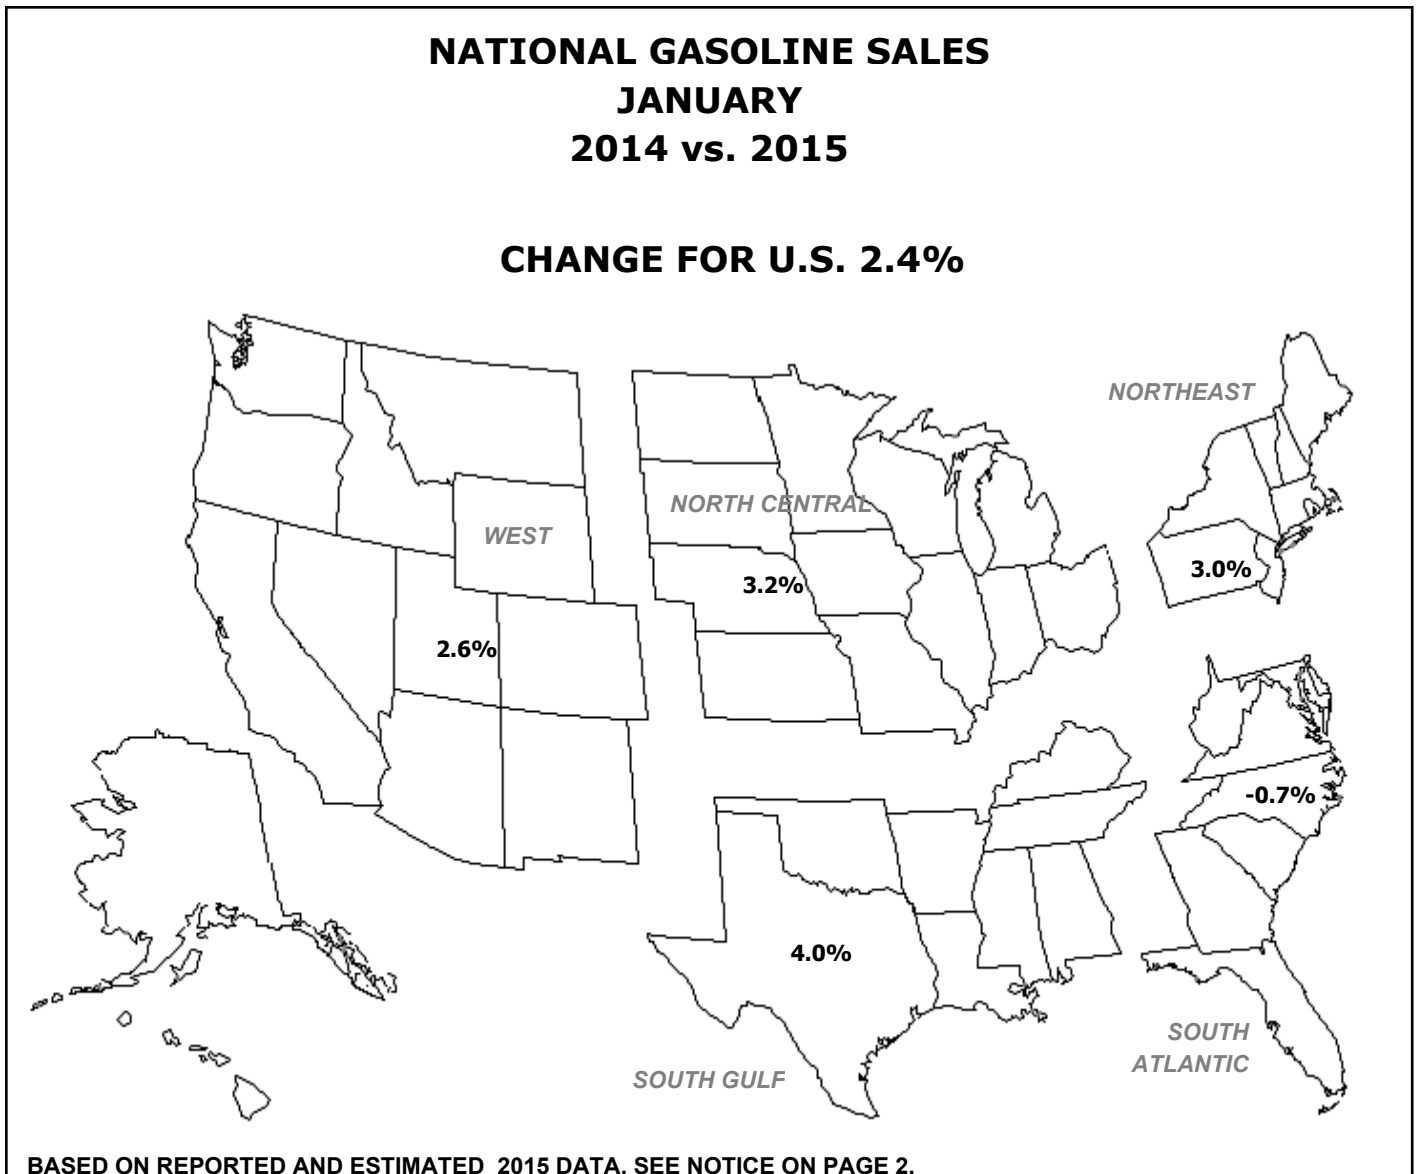 NATIONAL GASOLINE SALES
JANUARY
2014 vs. 2015
CHANGE FOR U.S. 2.4%
NORTHEAST
NORTH CENTRAL
WEST
3.0%
3.2%
2.6%
-0.7%
4.0%
SOUTH
ATLANTIC
SOUTH GULF
BASED ON REPORTED AND ESTIMATED  2015 DATA. SEE NOTICE ON PAGE 2.